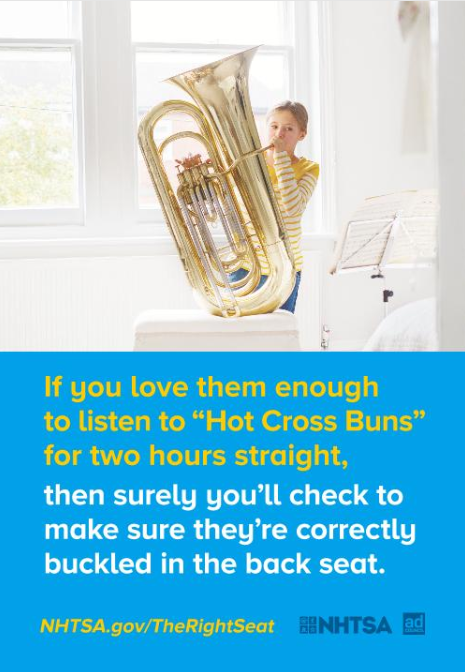 If you love them enough
to listen to “Hot Cross Buns”
for two hours straight,
then surely you’ll check to
make sure they’re correctly
buckled in the back seat.
NHTSA.gov/TheRightSeat
NHTSA
ad